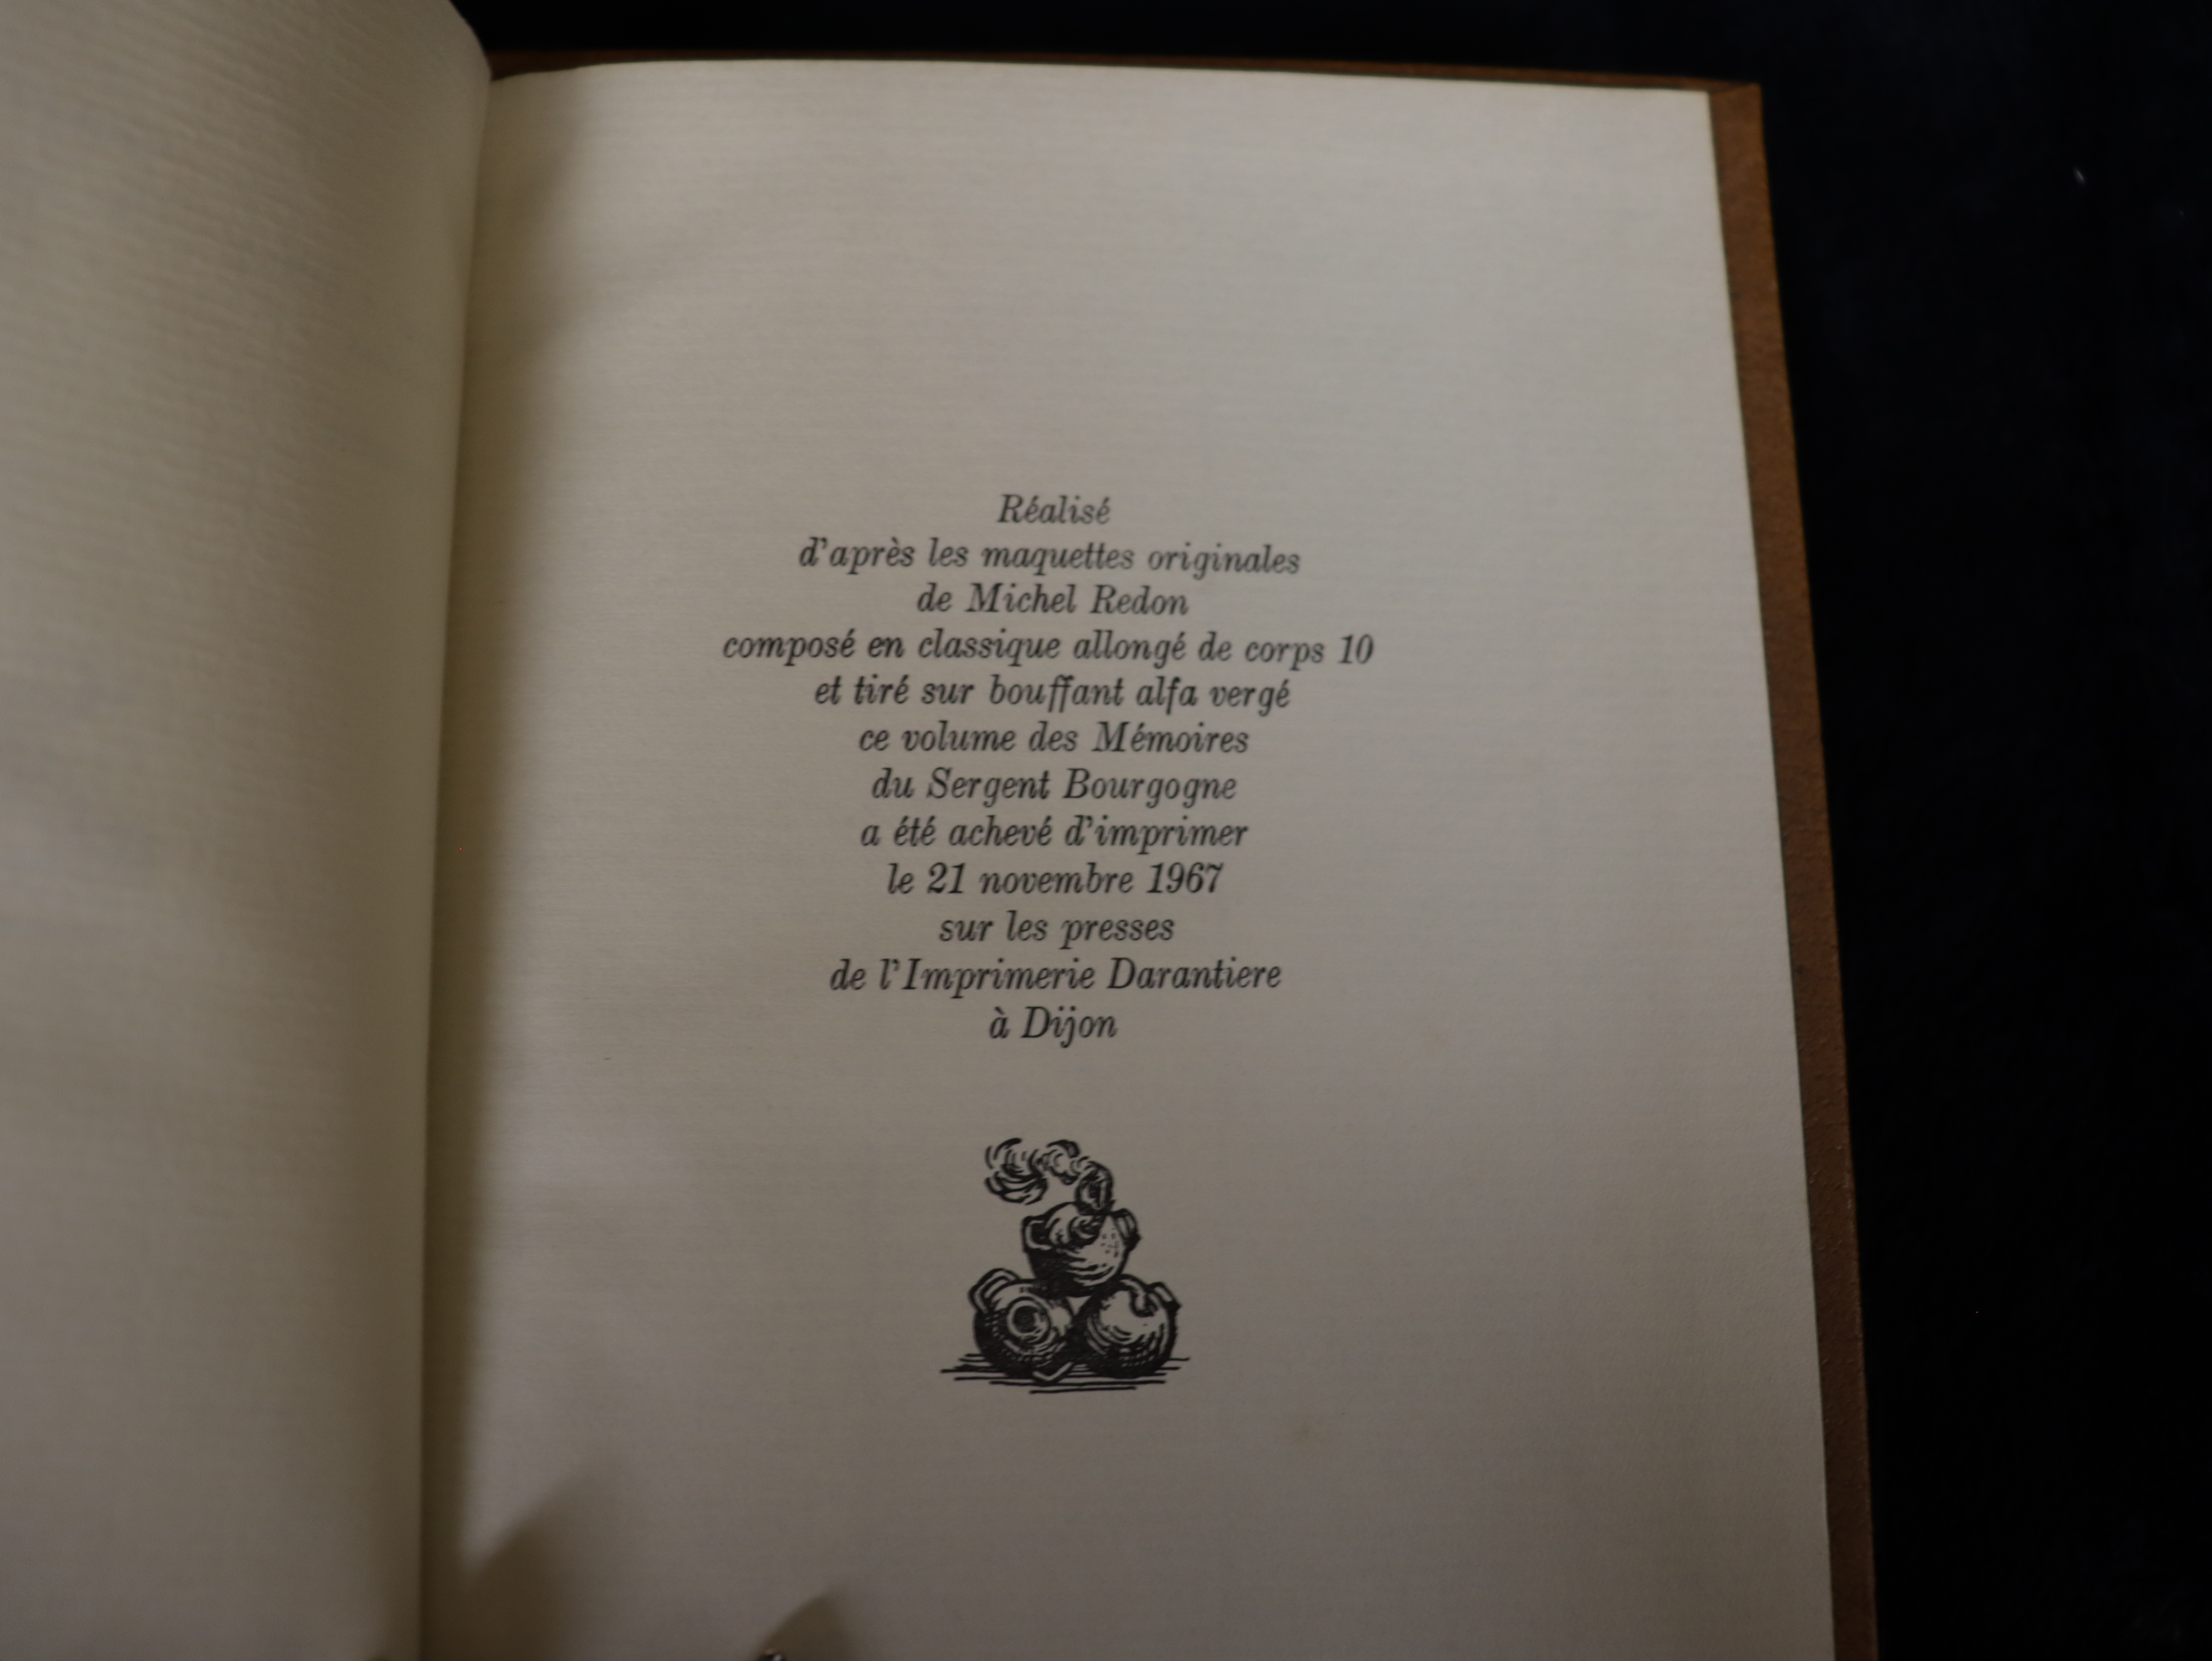 Réalisé
d'après les maquettes originales
de Michel Redon
composé en classique allongé de corps 10
et tiré sur bouffant alfa vergé
ce volume des Mémoires
du Sergent Bourgogne
a été achevé d'imprimer
le 21 novembre 1967
sur les presses
de l'Imprimerie Darantiere
à Dijon